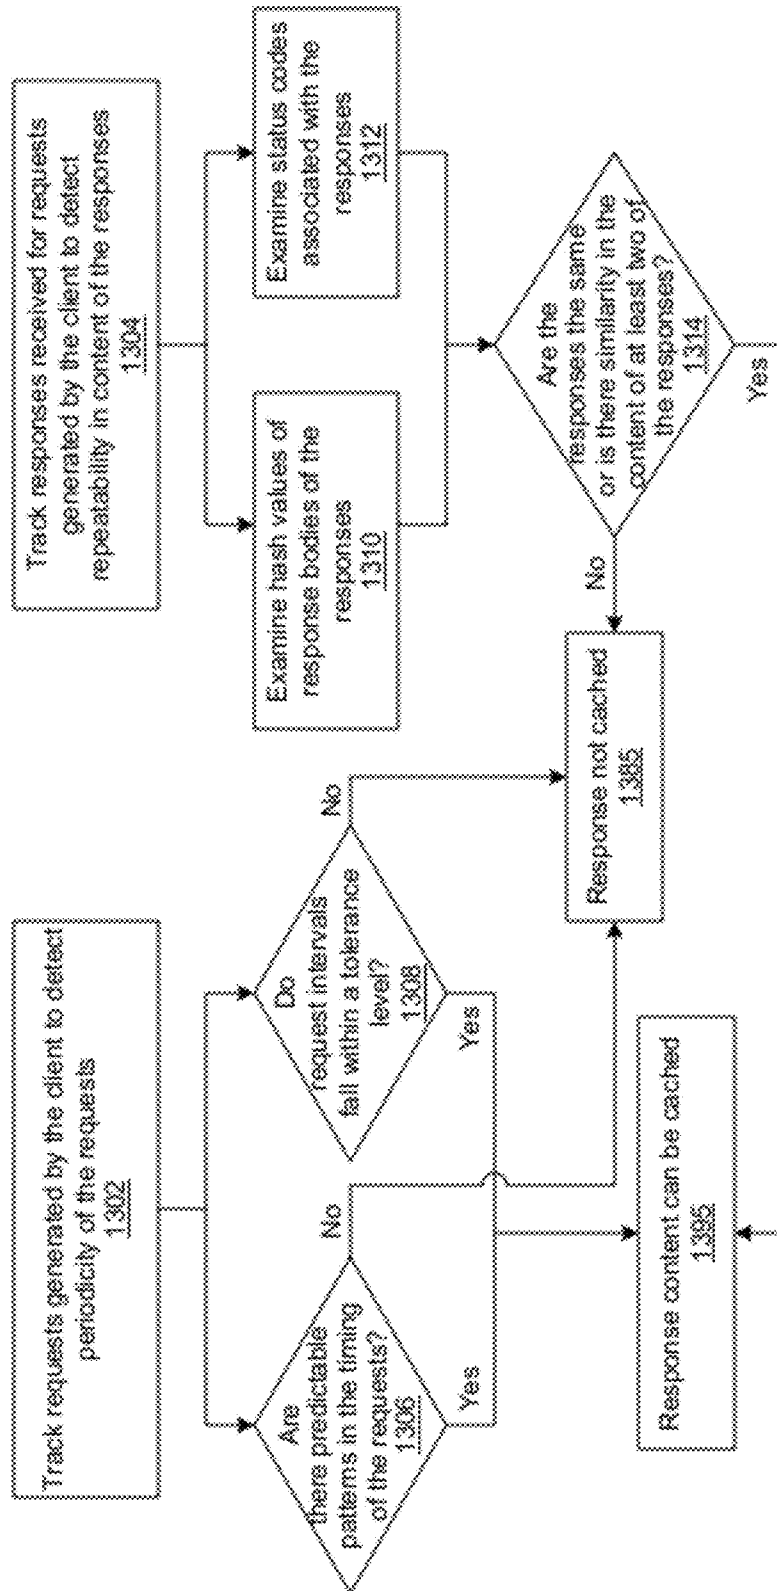 Track requests generated by the client to detect
periodicity of the requests
1302
Are
there predictable
patterns in the timing
of the requests?
1306
No
Yes
Do
request intervals
fall within a tolerance
level?
1308
No
Yes
Response content can be cached
1395
Track responses received for requests
generated by the client to detect
repeatability in content of the responses
1304
Examine hash values of
response bodies of the
responses
1310
Examine status codes
associated with the
responses
1312
Are the
responses the same
or is there similarity in the
content of at least two of
the responses?
1314
No
Yes
Response not cached
1385